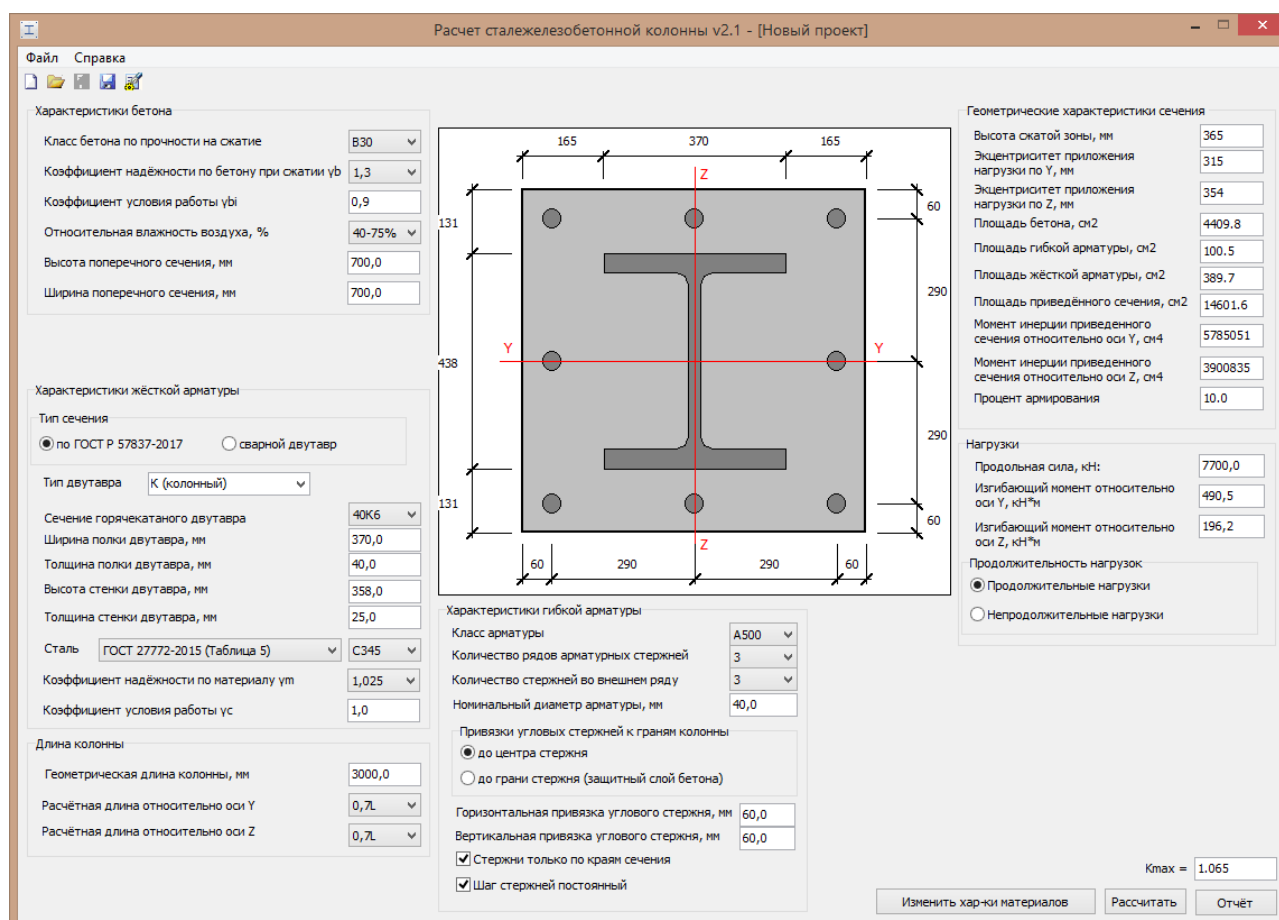 Расчет сталежелезобетонной колонны v2.1 - [Новый проект]
Файл Справка
Характеристики бетона
Класс бетона по прочности на сжатие B30
Коэффициент надёжности по бетону при сжатии γb 1,3
Коэффициент условия работы γbi 0,9
Относительная влажность воздуха, % 40-75%
Высота поперечного сечения, мм 700,0
Ширина поперечного сечения, мм 700,0
Характеристики жёсткой арматуры
Тип сечения
по ГОСТ Р 57837-2017 сварной двутавр
Тип двутавра К (колонный)
Сечение горячекатаного двутавра 40К6
Ширина полки двутавра, мм 370,0
Толщина полки двутавра, мм 40,0
Высота стенки двутавра, мм 358,0
Толщина стенки двутавра, мм 25,0
Сталь ГОСТ 27772-2015 (Таблица 5) С345
Коэффициент надёжности по материалу γm 1,025
Коэффициент условия работы γc 1,0
Длина колонны
Геометрическая длина колонны, мм 3000,0
Расчётная длина относительно оси Y 0,7L
Расчётная длина относительно оси Z 0,7L
165 370 165
Z
60
131
290
Y Y
438
290
131
60
Z
60 290 290 60
Характеристики гибкой арматуры
Класс арматуры A500
Количество рядов арматурных стержней 3
Количество стержней во внешнем ряду 3
Номинальный диаметр арматуры, мм 40,0
Привязки угловых стержней к граням колонны
до центра стержня
до грани стержня (защитный слой бетона)
Горизонтальная привязка углового стержня, мм 60,0
Вертикальная привязка углового стержня, мм 60,0
Стержни только по краям сечения
Шаг стержней постоянный
Геометрические характеристики сечения
Высота сжатой зоны, мм 365
Эксцентриситет приложения
нагрузки по Y, мм 315
Эксцентриситет приложения
нагрузки по Z, мм 354
Площадь бетона, см2 4409.8
Площадь гибкой арматуры, см2 100.5
Площадь жёсткой арматуры, см2 389.7
Площадь приведённого сечения, см2 14601.6
Момент инерции приведенного
сечения относительно оси Y, см4 5785051
Момент инерции приведенного
сечения относительно оси Z, см4 3900835
Процент армирования 10.0
Нагрузки
Продольная сила, кН: 7700,0
Изгибающий момент относительно
оси Y, кН*м 490,5
Изгибающий момент относительно
оси Z, кН*м 196,2
Продолжительность нагрузок
Продолжительные нагрузки
Непродолжительные нагрузки
Kmax = 1.065
Изменить хар-ки материалов Рассчитать Отчёт